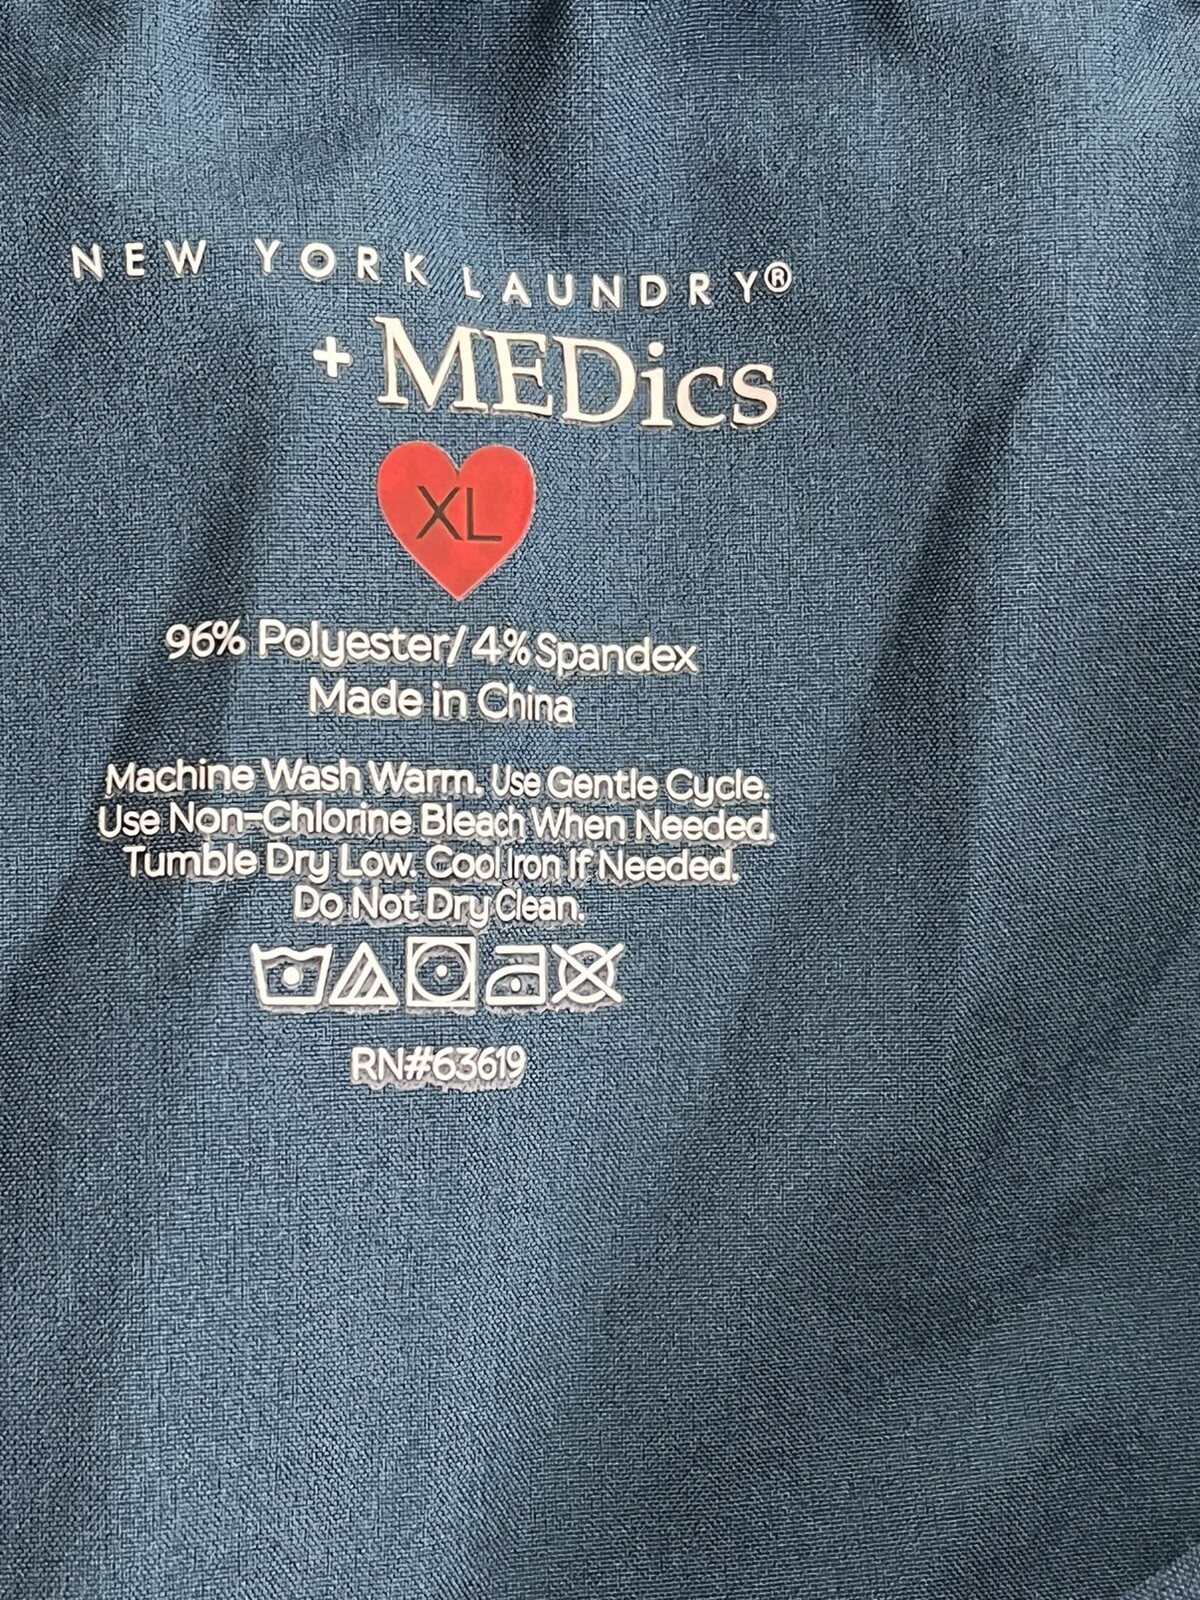 NEW YORK LAUNDRY®
+ MEDics
XL
96% Polyester/4% Spandex
Made in China
Machine Wash Warm. Use Gentle Cycle.
Use Non-Chlorine Bleach When Needed.
Tumble Dry Low. Cool Iron If Needed.
Do Not Dry Clean.
RN#63619